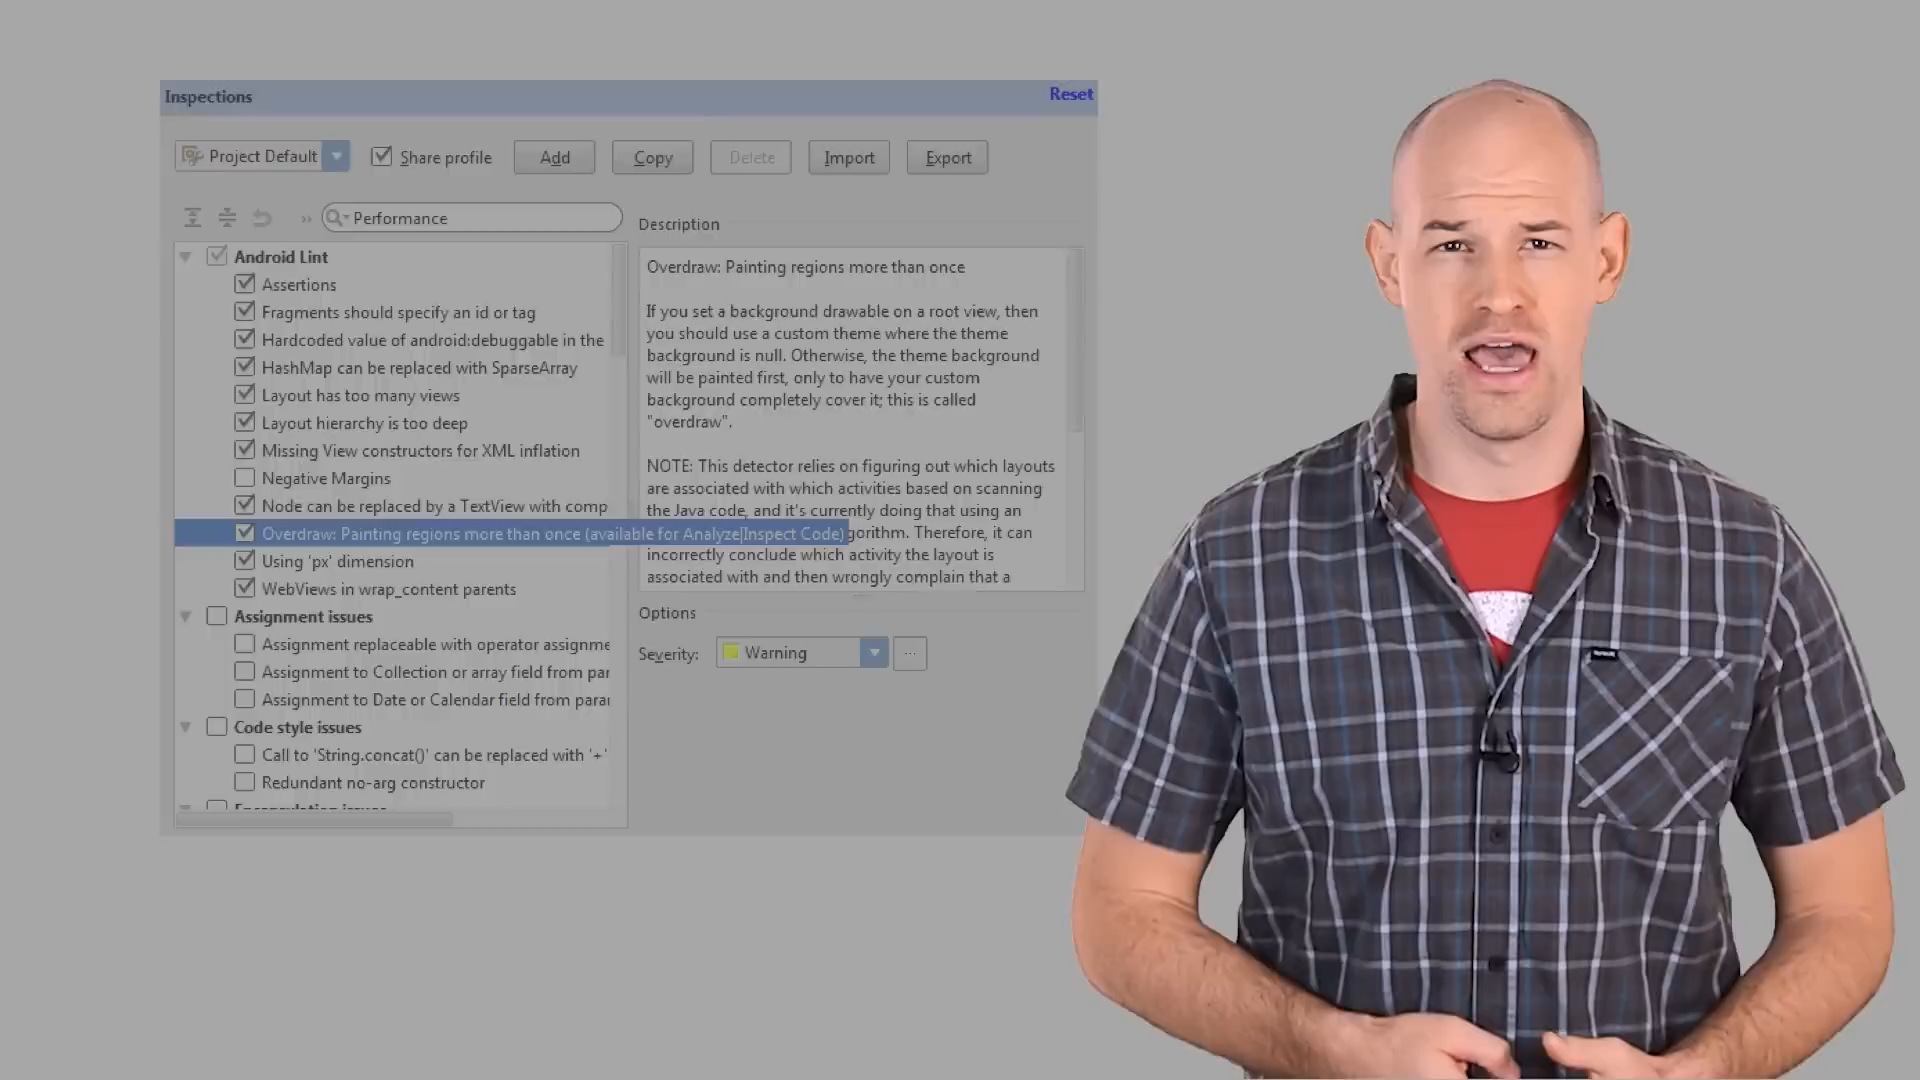 Inspections
Reset
Project Default
Share profile
Add
Copy
Delete
Import
Export
Performance
Android Lint
Assertions
Fragments should specify an id or tag
Hardcoded value of android:debuggable in the
HashMap can be replaced with SparseArray
Layout has too many views
Layout hierarchy is too deep
Missing View constructors for XML inflation
Negative Margins
Node can be replaced by a TextView with comp
Overdraw: Painting regions more than once (available for Analyze|Inspect Code)
Using 'px' dimension
WebViews in wrap_content parents
Assignment issues
Assignment replaceable with operator assignme
Assignment to Collection or array field from par
Assignment to Date or Calendar field from para
Code style issues
Call to 'String.concat()' can be replaced with '+'
Redundant no-arg constructor
Description
Overdraw: Painting regions more than once
If you set a background drawable on a root view, then
you should use a custom theme where the theme
background is null. Otherwise, the theme background
will be painted first, only to have your custom
background completely cover it; this is called
"overdraw".
NOTE: This detector relies on figuring out which layouts
are associated with which activities based on scanning
the Java code, and it's currently doing that using an
gorithm. Therefore, it can
incorrectly conclude which activity the layout is
associated with and then wrongly complain that a
Options
Severity:
Warning
...